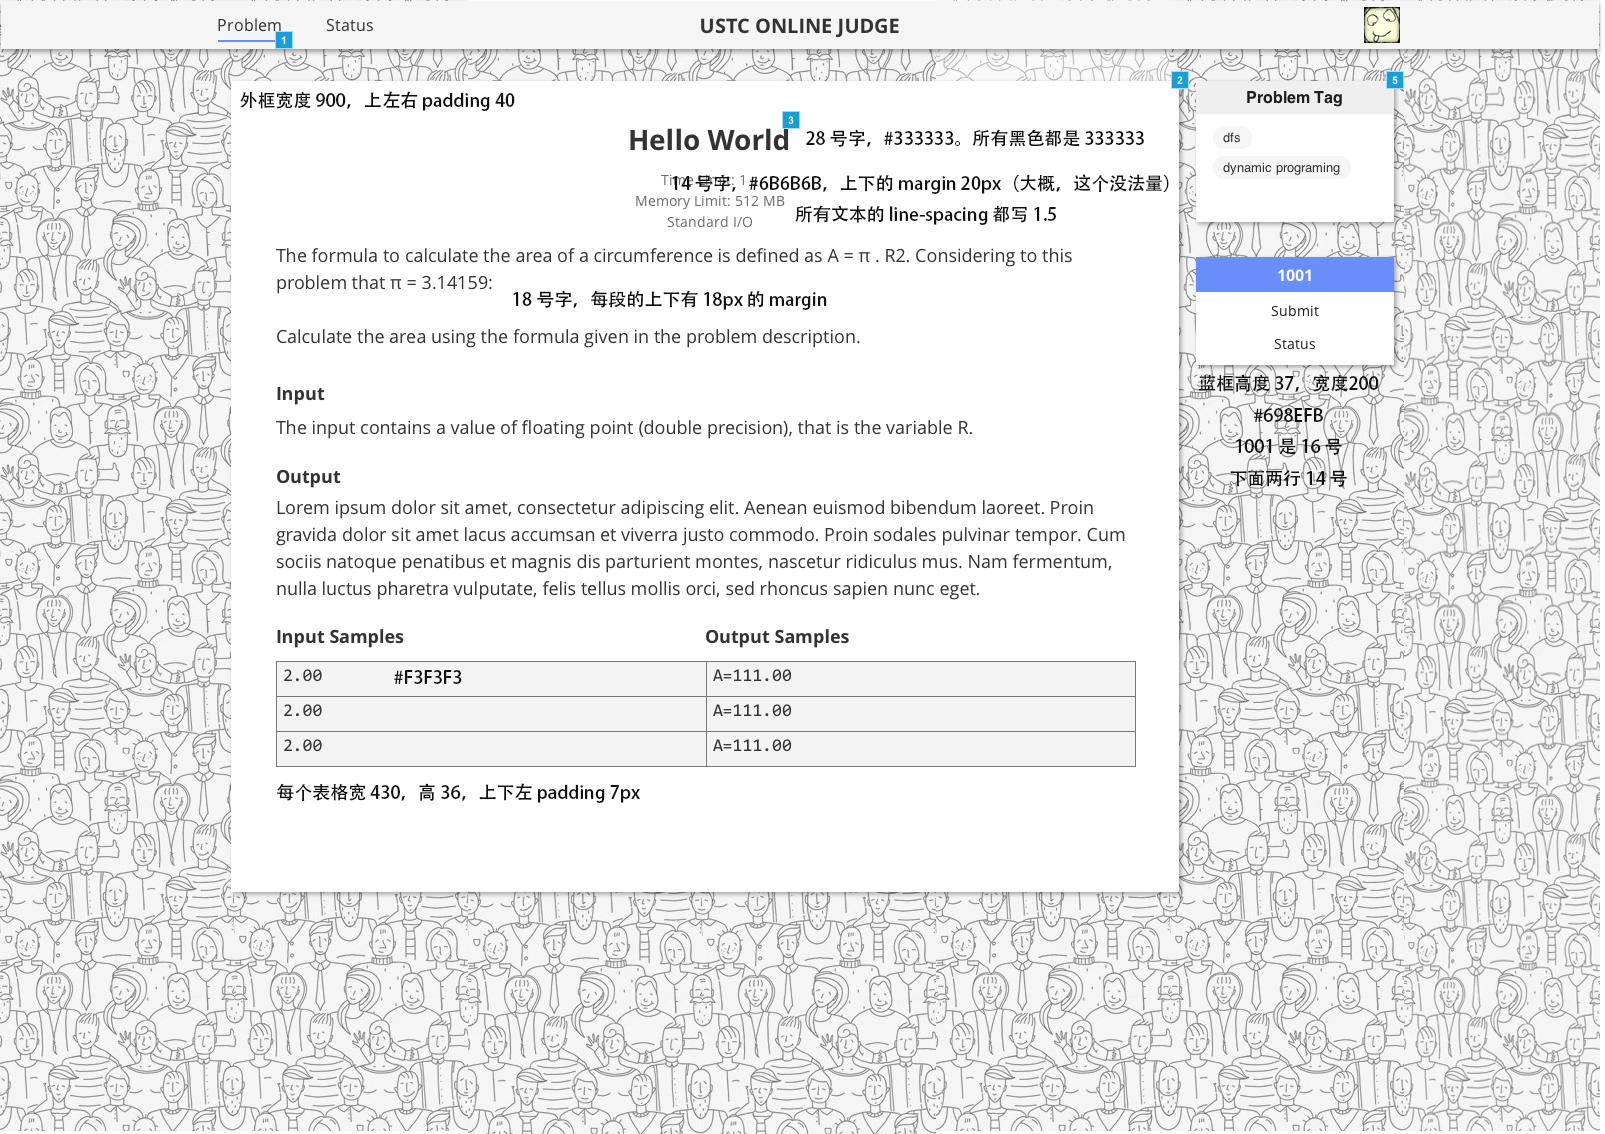 Problem
Status
USTC ONLINE JUDGE
1
2
5
外框宽度 900，上左右 padding 40
3
Hello World
28 号字，#333333。所有黑色都是 333333
14 号字，#6B6B6B，上下的 margin 20px（大概，这个没法量）
Memory Limit: 512 MB
所有文本的 line-spacing 都写 1.5
Standard I/O
The formula to calculate the area of a circumference is defined as A = π . R2. Considering to this
problem that π = 3.14159:
18 号字，每段的上下有 18px 的 margin
Calculate the area using the formula given in the problem description.
Input
The input contains a value of floating point (double precision), that is the variable R.
Output
Lorem ipsum dolor sit amet, consectetur adipiscing elit. Aenean euismod bibendum laoreet. Proin
gravida dolor sit amet lacus accumsan et viverra justo commodo. Proin sodales pulvinar tempor. Cum
sociis natoque penatibus et magnis dis parturient montes, nascetur ridiculus mus. Nam fermentum,
nulla luctus pharetra vulputate, felis tellus mollis orci, sed rhoncus sapien nunc eget.
Input Samples
Output Samples
2.00
#F3F3F3
A=111.00
2.00
A=111.00
2.00
A=111.00
每个表格宽 430，高 36，上下左 padding 7px
Problem Tag
dfs
dynamic programing
1001
Submit
Status
蓝框高度 37，宽度200
#698EFB
1001 是 16 号
下面两行 14 号